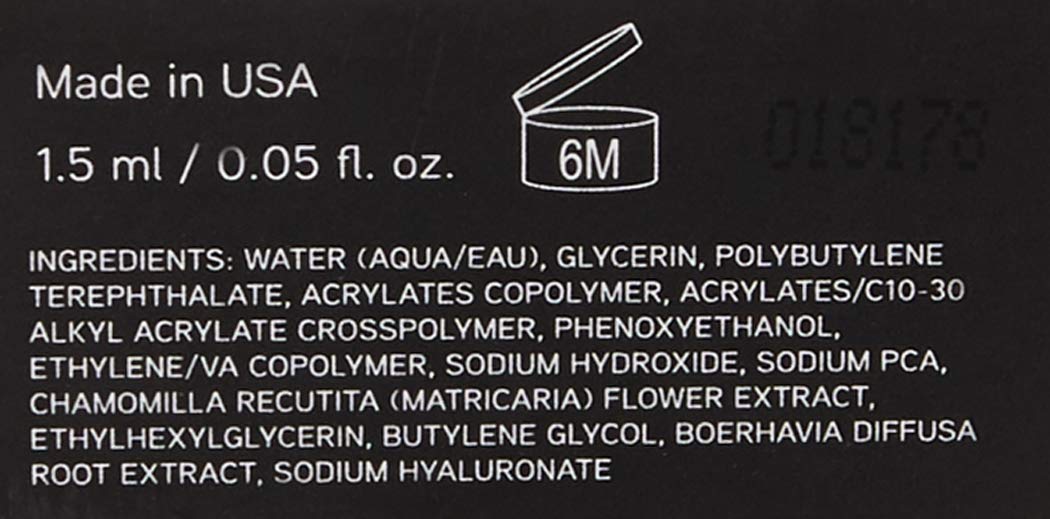 Made in USA
1.5 ml / 0.05 fl. oz.
6M
018178
INGREDIENTS: WATER (AQUA/EAU), GLYCERIN, POLYBUTYLENE
TEREPHTHALATE, ACRYLATES COPOLYMER, ACRYLATES/C10-30
ALKYL ACRYLATE CROSSPOLYMER, PHENOXYETHANOL,
ETHYLENE/VA COPOLYMER, SODIUM HYDROXIDE, SODIUM PCA,
CHAMOMILLA RECUTITA (MATRICARIA) FLOWER EXTRACT,
ETHYLHEXYLGLYCERIN, BUTYLENE GLYCOL, BOERHAVIA DIFFUSA
ROOT EXTRACT, SODIUM HYALURONATE